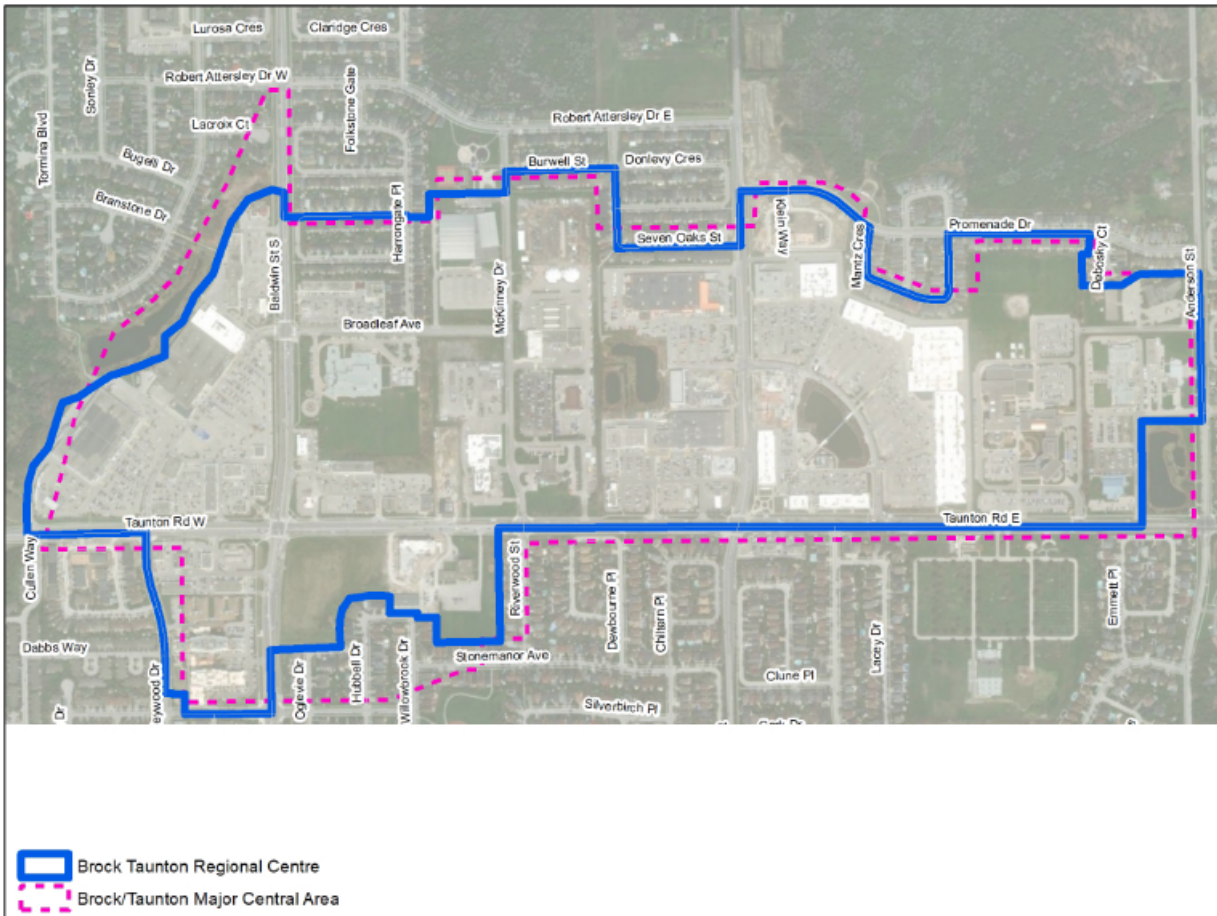 Lurosa Cres
Claridge Cres
Sonley Dr
Robert Attersley Dr W
Folkstone Gate
Tormina Blvd
Lacroix Ct
Robert Attersley Dr E
Bugelli Dr
Burwell St
Donlevy Cres
Branstone Dr
Harrongate Pl
Klein Way
Promenade Dr
Seven Oaks St
Mantz Cres
Debosky Ct
Baldwin St S
Anderson St
McKinney Dr
Broadleaf Ave
Taunton Rd W
Taunton Rd E
Cullen Way
Riverwood St
Dewbourne Pl
Chiltern Pl
Emmett Pl
Dabbs Way
Stonemanor Ave
Lacey Dr
Hubbell Dr
Oglevie Dr
Willowbrook Dr
Clune Pl
eywood Dr
Dr
Silverbirch Pl
Brock Taunton Regional Centre
Brock/Taunton Major Central Area